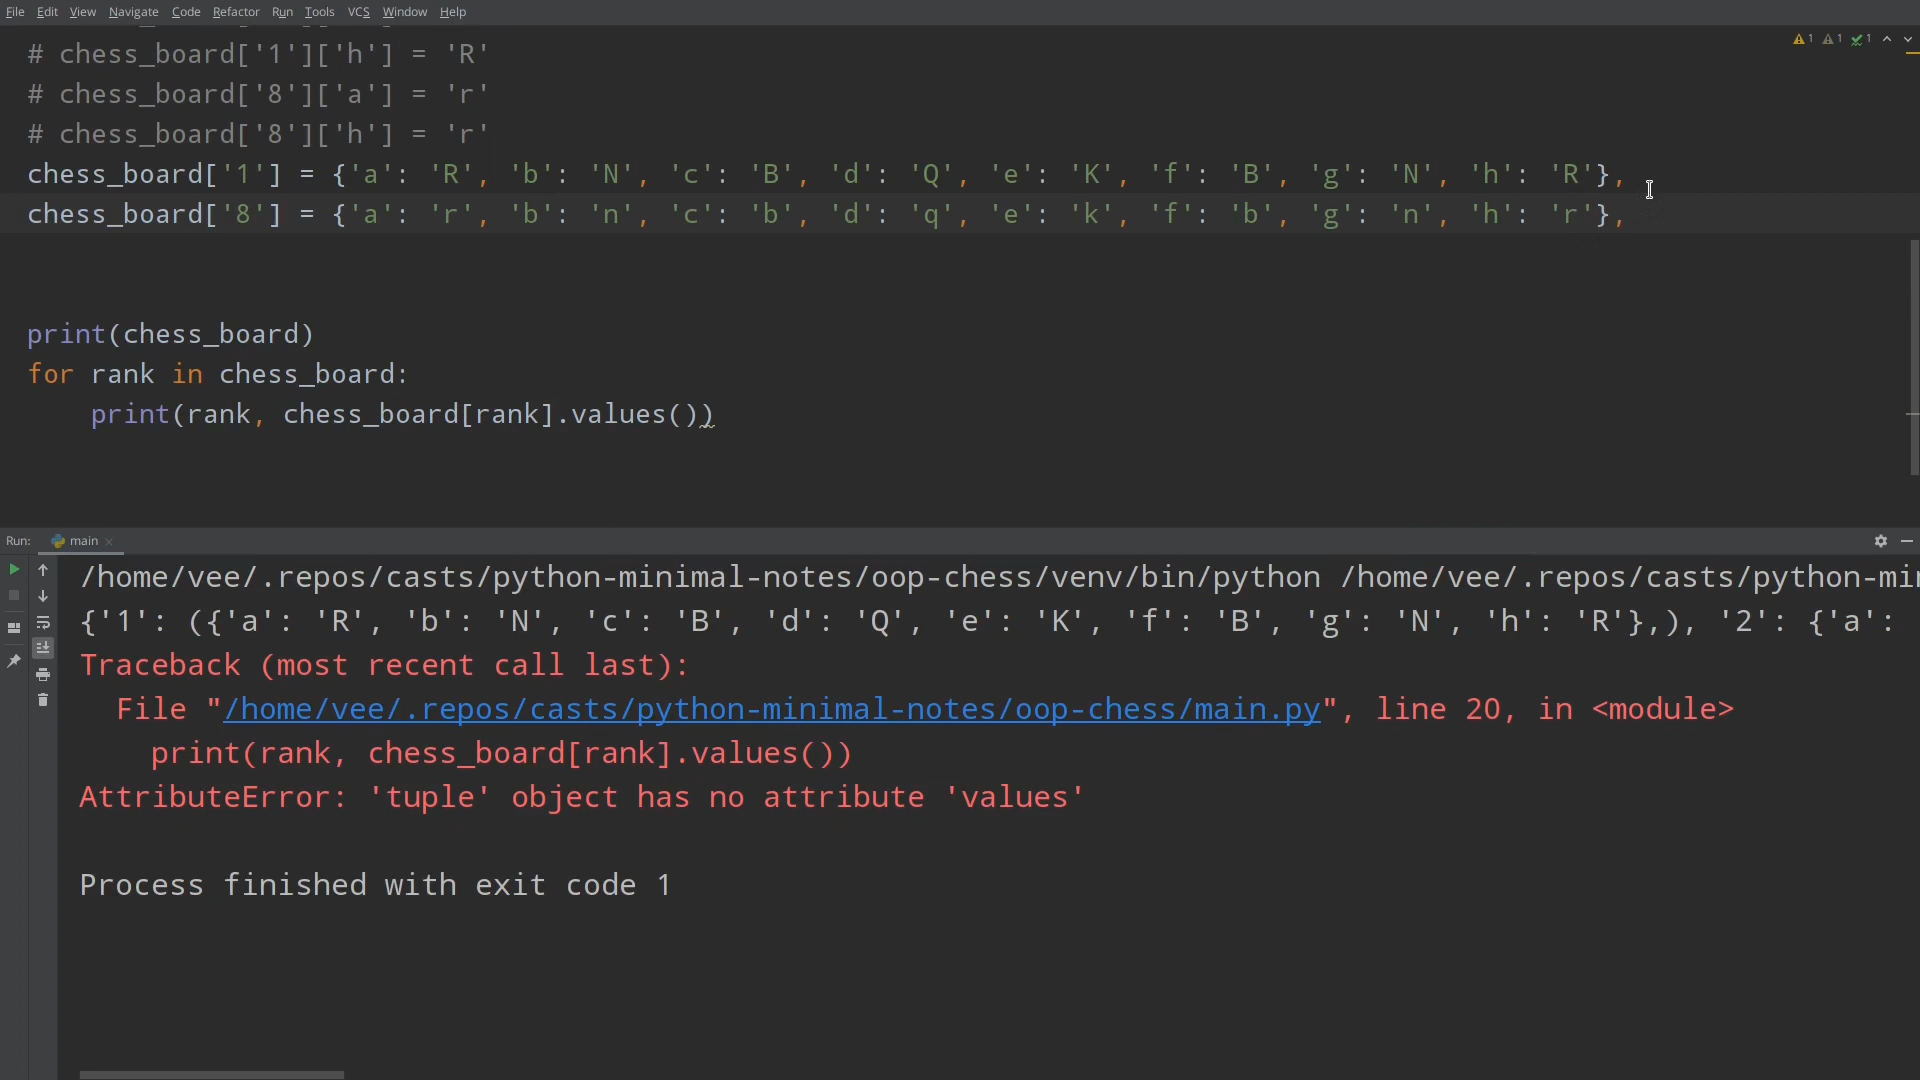 File Edit View Navigate Code Refactor Run Tools VCS Window Help
1 1 1
# chess_board['1']['h'] = 'R'
# chess_board['8']['a'] = 'r'
# chess_board['8']['h'] = 'r'
chess_board['1'] = {'a': 'R', 'b': 'N', 'c': 'B', 'd': 'Q', 'e': 'K', 'f': 'B', 'g': 'N', 'h': 'R'},
chess_board['8'] = {'a': 'r', 'b': 'n', 'c': 'b', 'd': 'q', 'e': 'k', 'f': 'b', 'g': 'n', 'h': 'r'},
print(chess_board)
for rank in chess_board:
    print(rank, chess_board[rank].values())
Run: main
/home/vee/.repos/casts/python-minimal-notes/oop-chess/venv/bin/python /home/vee/.repos/casts/python-mi
{'1': ({'a': 'R', 'b': 'N', 'c': 'B', 'd': 'Q', 'e': 'K', 'f': 'B', 'g': 'N', 'h': 'R'},), '2': {'a':
Traceback (most recent call last):
  File "/home/vee/.repos/casts/python-minimal-notes/oop-chess/main.py", line 20, in <module>
    print(rank, chess_board[rank].values())
AttributeError: 'tuple' object has no attribute 'values'
Process finished with exit code 1